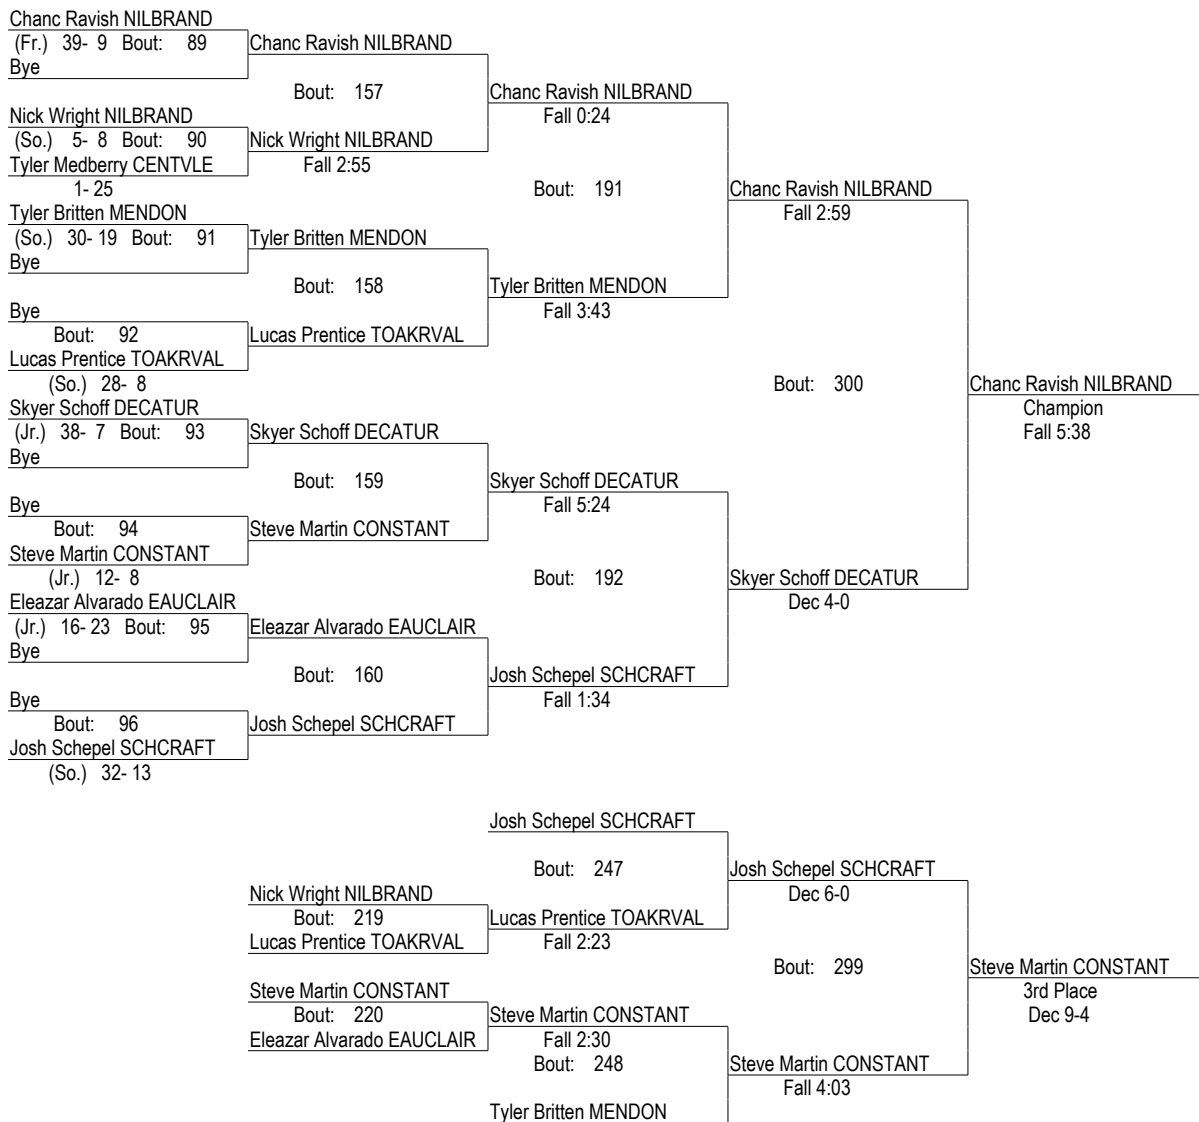 Chanc Ravish NILBRAND
(Fr.) 39- 9 Bout: 89 Chanc Ravish NILBRAND
Bye
Bout: 157 Chanc Ravish NILBRAND
Nick Wright NILBRAND Fall 0:24
(So.) 5- 8 Bout: 90 Nick Wright NILBRAND
Tyler Medberry CENTVLE Fall 2:55
1- 25 Bout: 191 Chanc Ravish NILBRAND
Tyler Britten MENDON Fall 2:59
(So.) 30- 19 Bout: 91 Tyler Britten MENDON
Bye
Bout: 158 Tyler Britten MENDON
Bye Fall 3:43
Bout: 92 Lucas Prentice TOAKRVAL
Lucas Prentice TOAKRVAL
(So.) 28- 8 Bout: 300 Chanc Ravish NILBRAND
Skyer Schoff DECATUR Champion
(Jr.) 38- 7 Bout: 93 Skyer Schoff DECATUR Fall 5:38
Bye
Bout: 159 Skyer Schoff DECATUR
Bye Fall 5:24
Bout: 94 Steve Martin CONSTANT
Steve Martin CONSTANT
(Jr.) 12- 8 Bout: 192 Skyer Schoff DECATUR
Eleazar Alvarado EAUCLAIR Dec 4-0
(Jr.) 16- 23 Bout: 95 Eleazar Alvarado EAUCLAIR
Bye
Bout: 160 Josh Schepel SCHCRAFT
Bye Fall 1:34
Bout: 96 Josh Schepel SCHCRAFT
Josh Schepel SCHCRAFT
(So.) 32- 13
Josh Schepel SCHCRAFT
Bout: 247 Josh Schepel SCHCRAFT
Nick Wright NILBRAND Dec 6-0
Bout: 219 Lucas Prentice TOAKRVAL
Lucas Prentice TOAKRVAL Fall 2:23
Bout: 299 Steve Martin CONSTANT
Steve Martin CONSTANT 3rd Place
Bout: 220 Steve Martin CONSTANT Dec 9-4
Eleazar Alvarado EAUCLAIR Fall 2:30
Bout: 248 Steve Martin CONSTANT
Fall 4:03
Tyler Britten MENDON